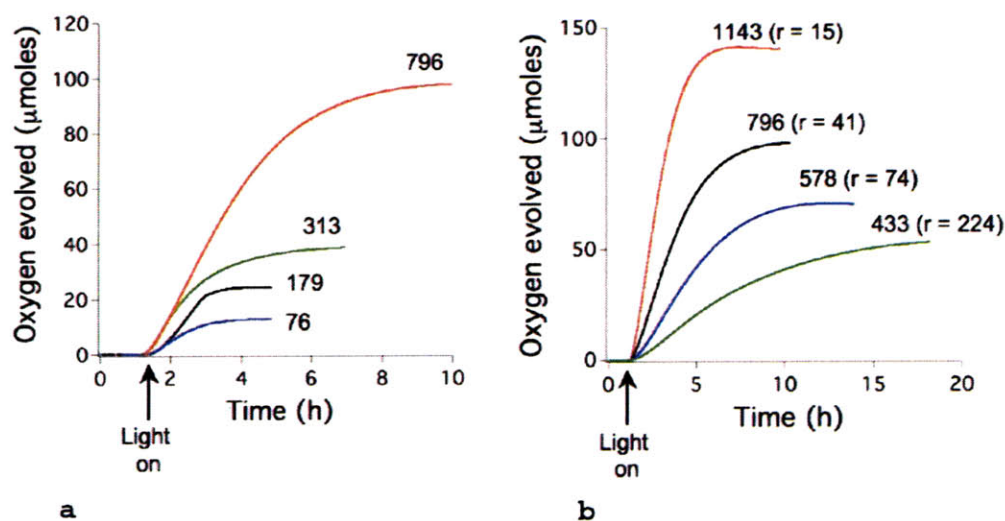 Oxygen evolved (μmoles)
120
100
80
60
40
20
0
796
313
179
76
0 2 4 6 8 10
Time (h)
Light
on
a
Oxygen evolved (μmoles)
150
100
50
0
1143 (r = 15)
796 (r = 41)
578 (r = 74)
433 (r = 224)
0 5 10 15 20
Time (h)
Light
on
b